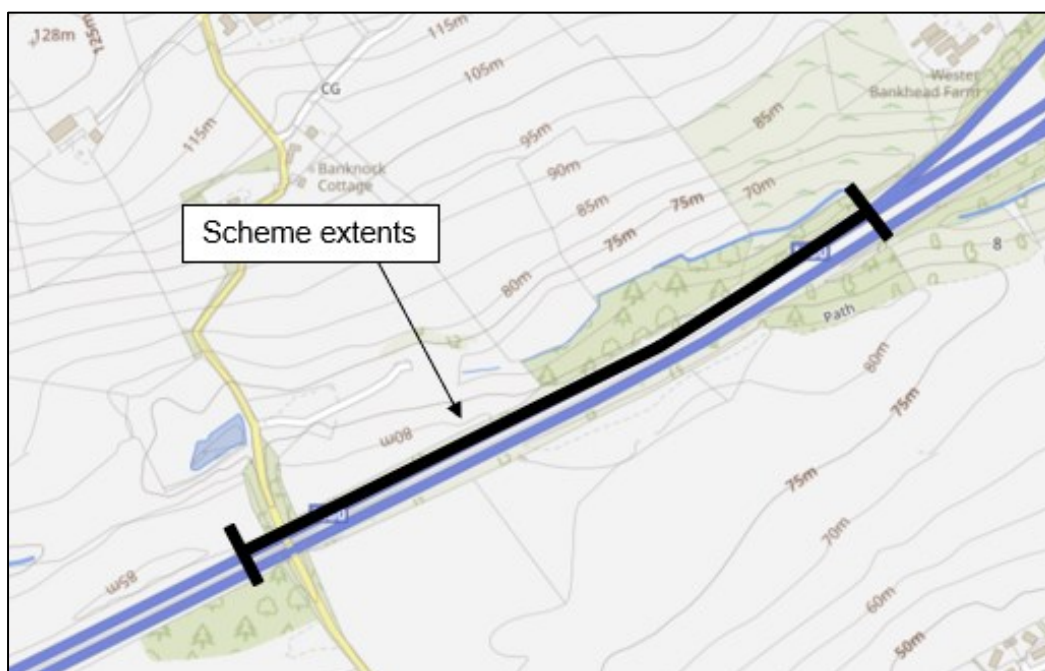 128m
125m
115m
CG
105m
115m
Wester
Bankhead Farm
85m
95m
90m
Banknock
Cottage
85m
75m
70m
Scheme extents
75m
80m
8
Path
80m
75m
80m
75m
70m
85m
60m
50m